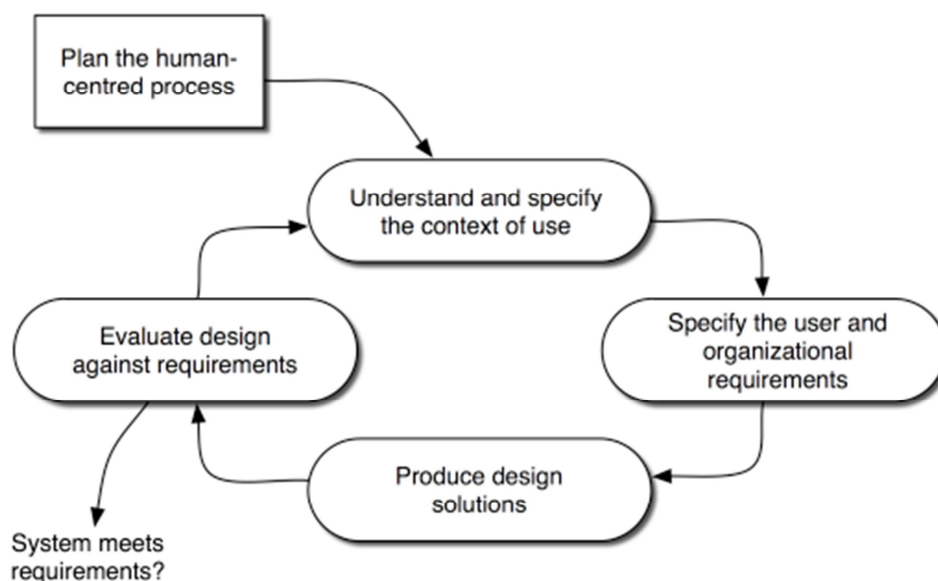 Plan the human-
centred process
Understand and specify
the context of use
Specify the user and
organizational
requirements
Produce design
solutions
Evaluate design
against requirements
System meets
requirements?